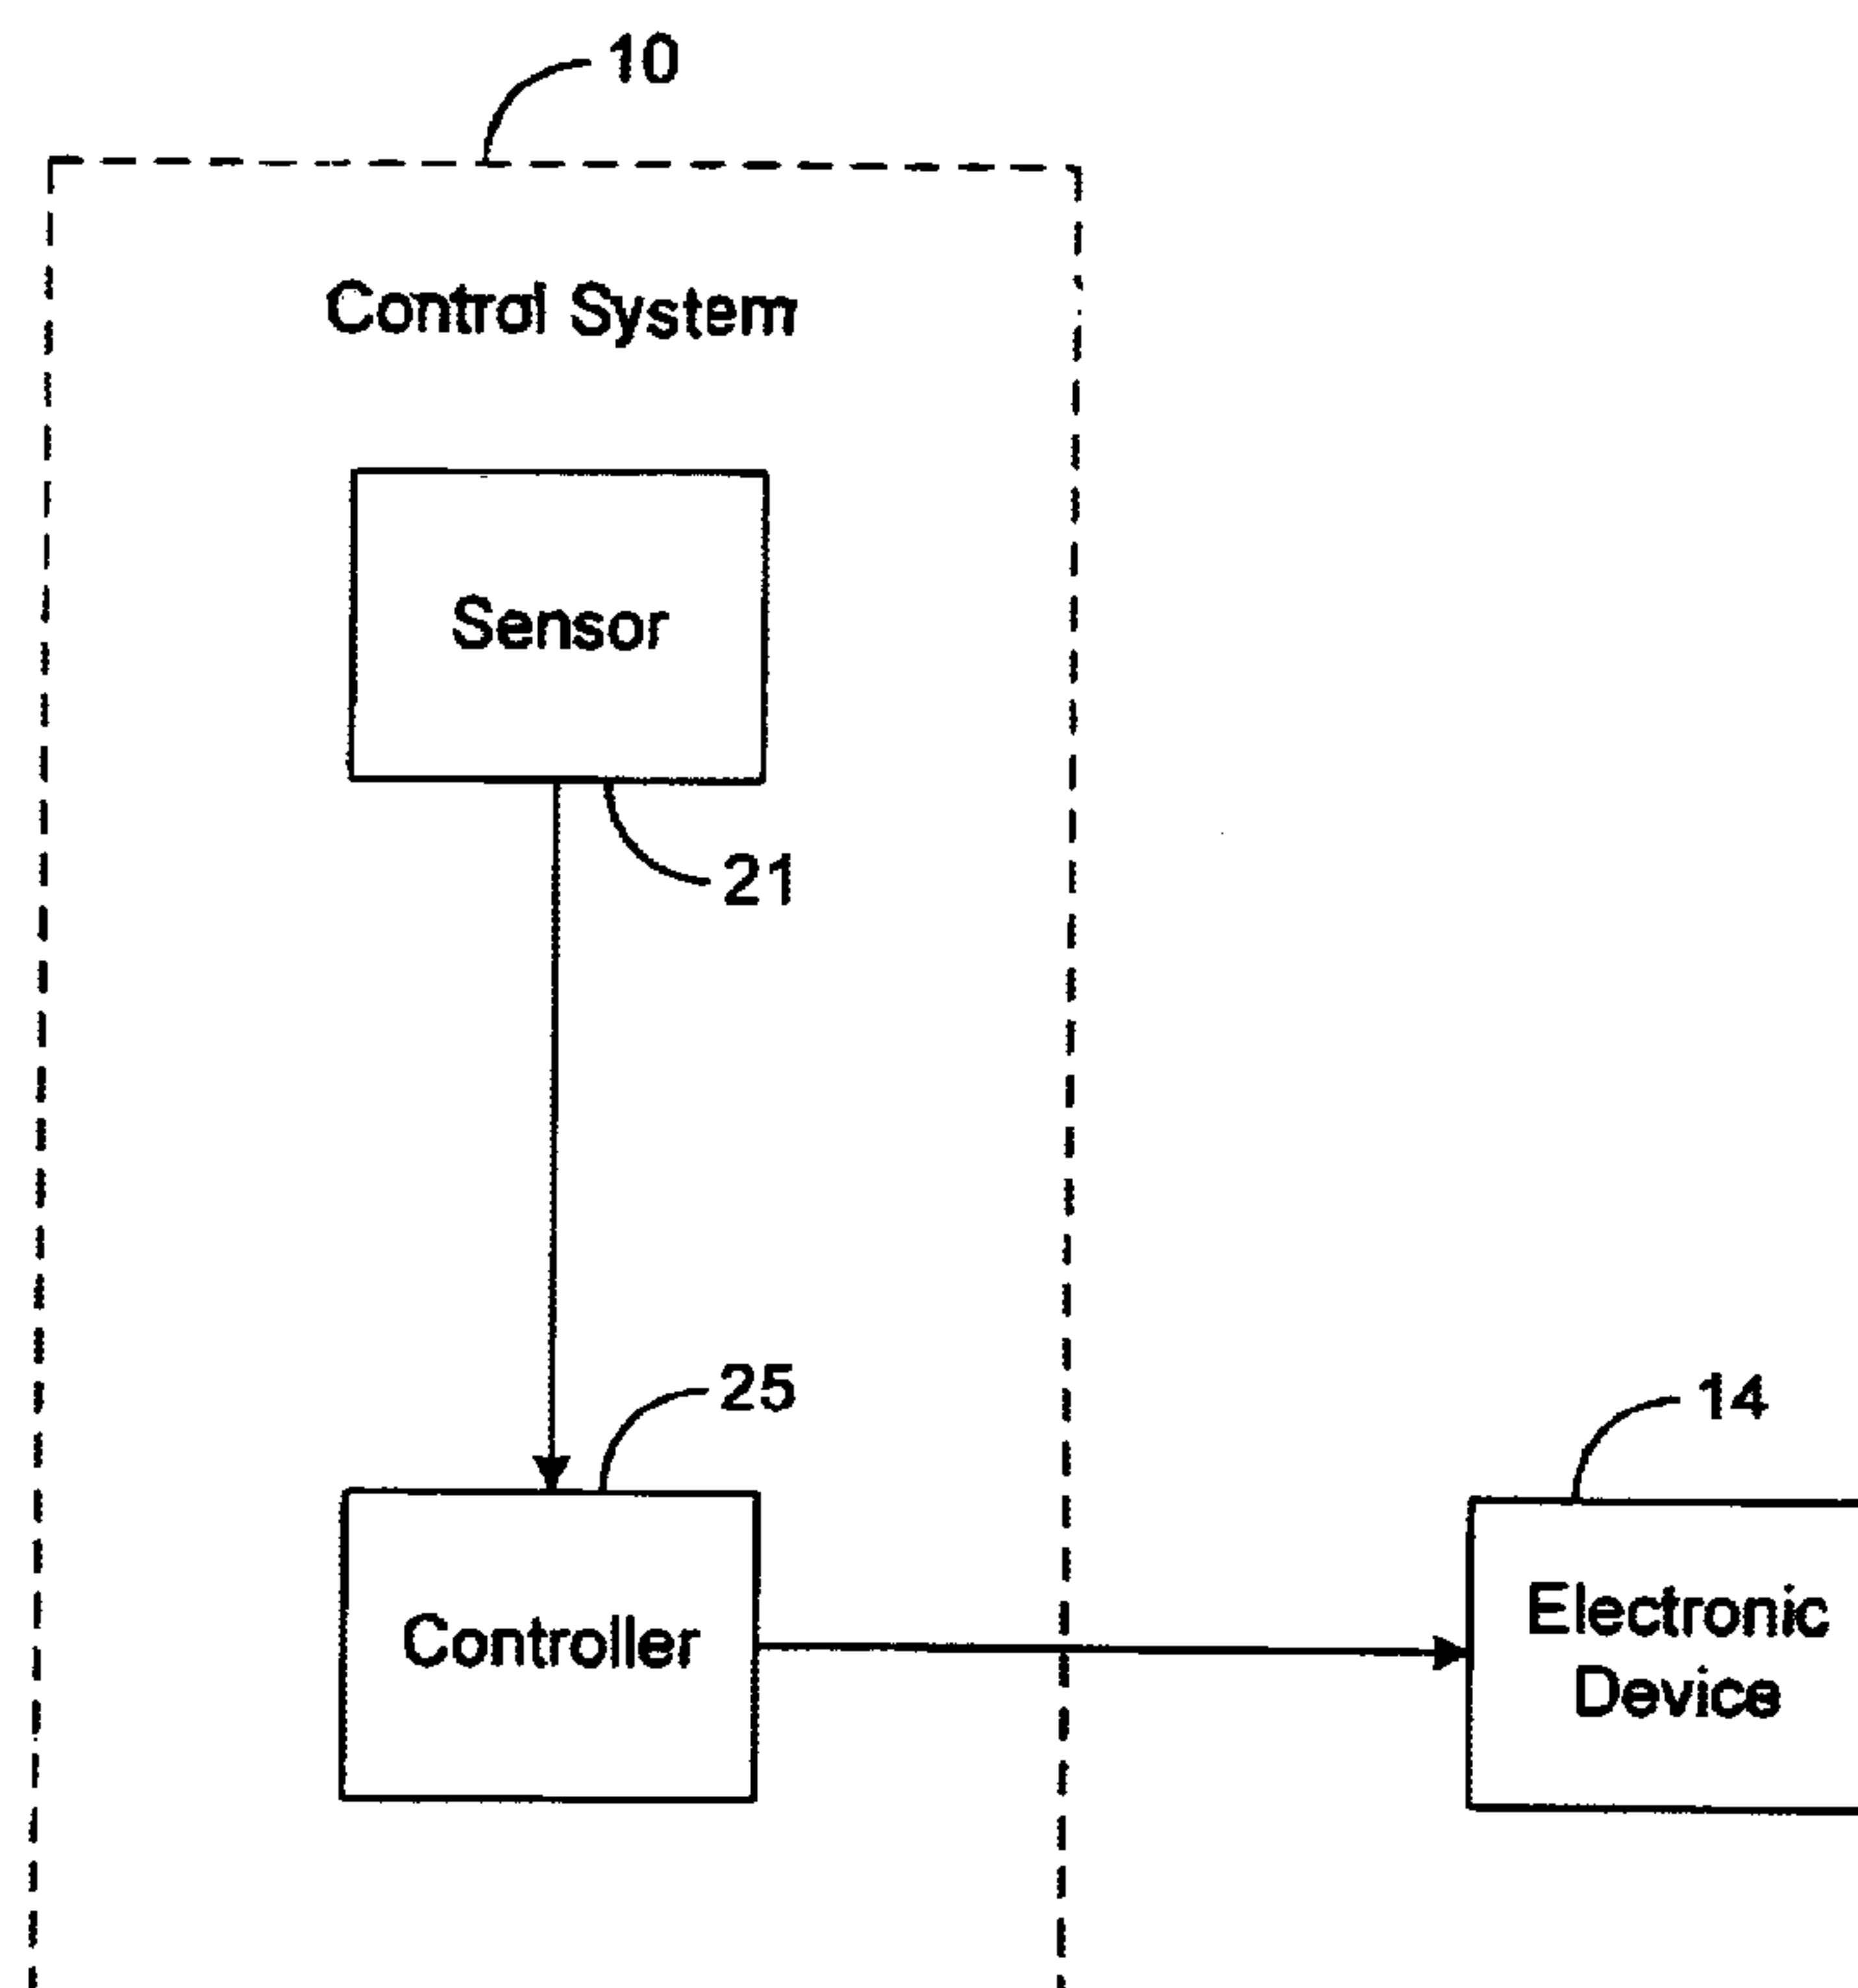 10
Control System
Sensor
21
25
14
Controller
Electronic
Device